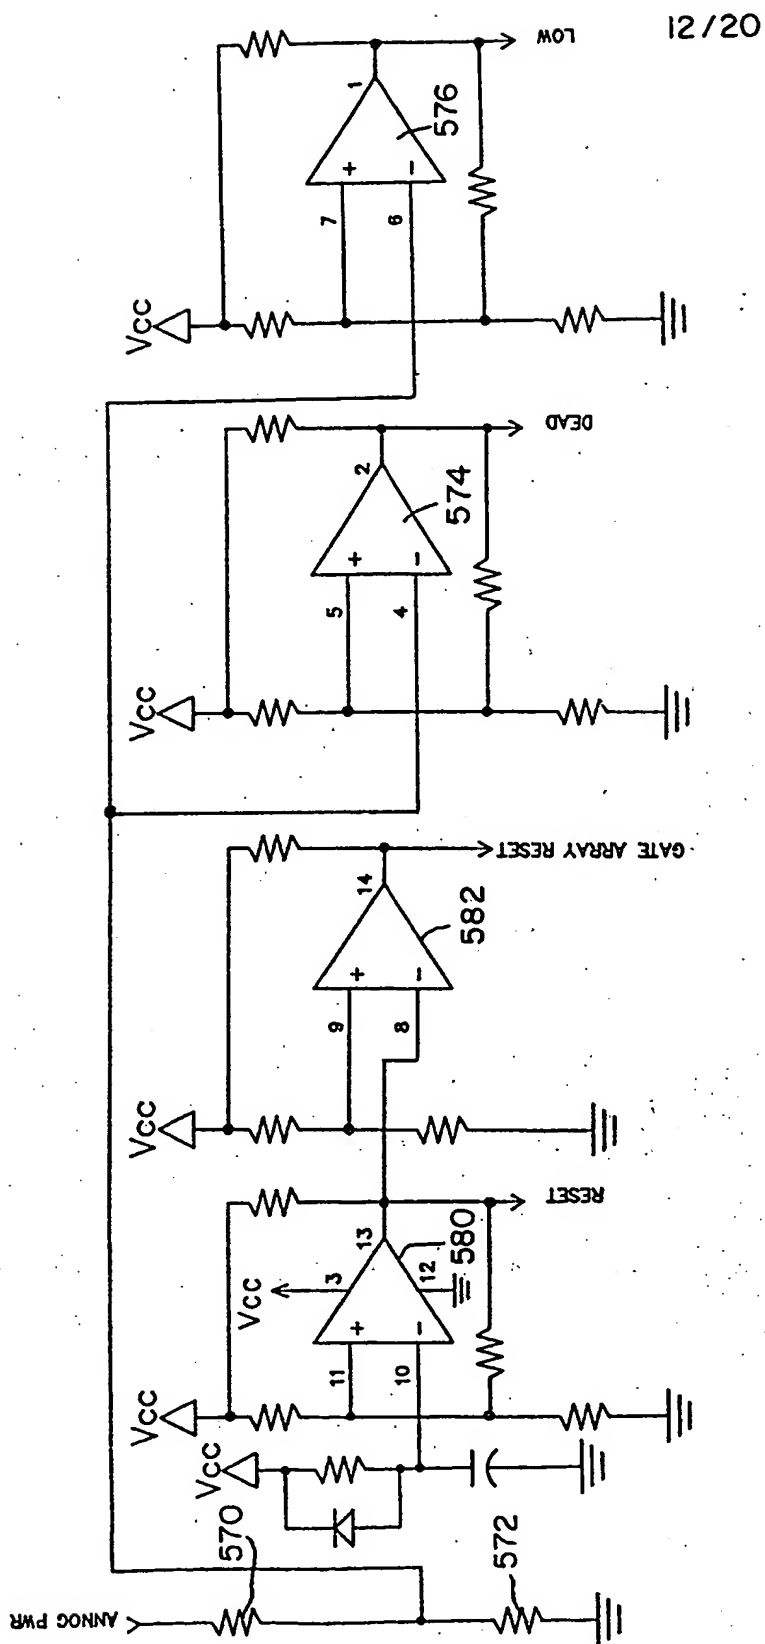 12/20
LOW
1
576
+
-
7
6
VCC
DEAD
2
574
+
-
5
4
VCC
GATE ARRAY RESET
14
582
+
-
9
8
VCC
RESET
13
580
VCC
3
12
+
-
11
10
VCC
VCC
570
572
ANNOG PWR